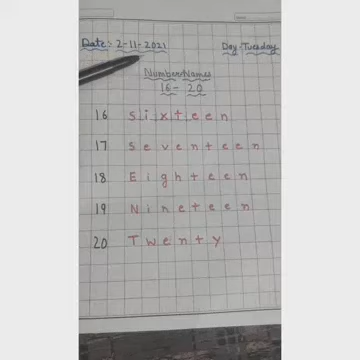 Date: 2-11-2021 Day-Tuesday
Number Names
16 - 20
16 Sixteen
17 Seventeen
18 Eighteen
19 Nineteen
20 Twenty